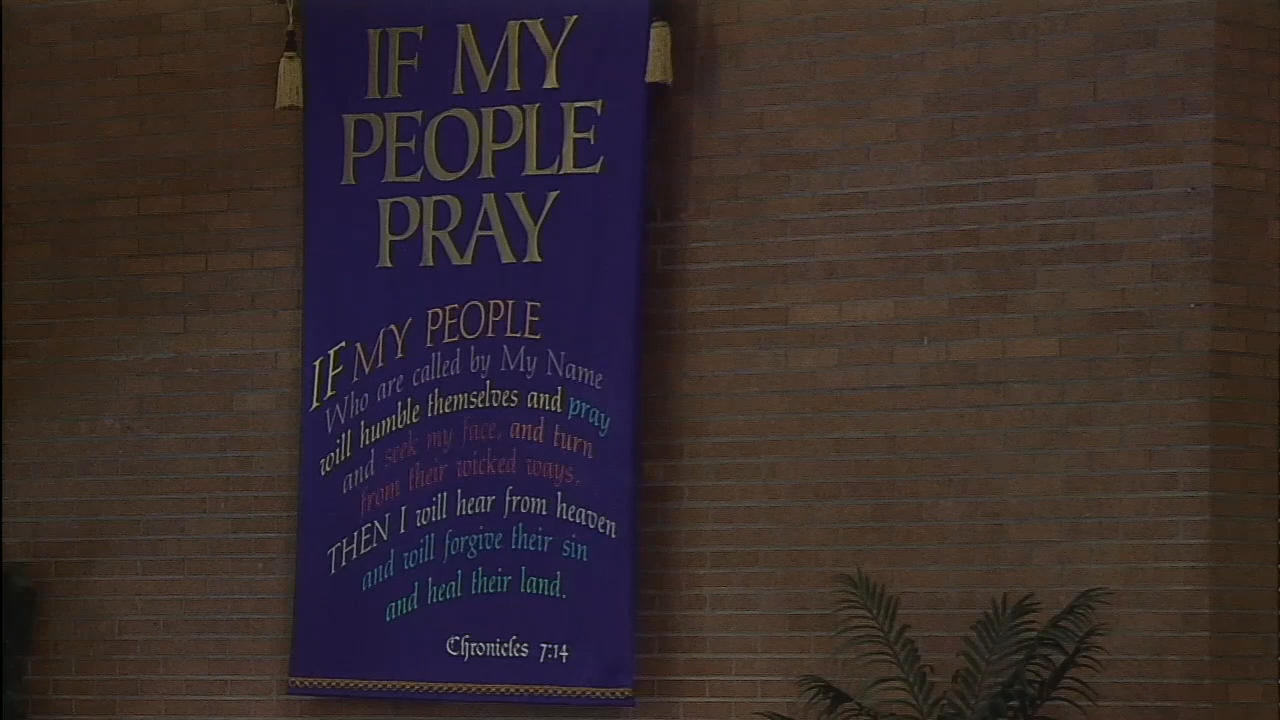 IF MY
PEOPLE
PRAY
IF MY PEOPLE
Who are called by My Name
will humble themselves and pray
and seek my face, and turn
from their wicked ways,
THEN I will hear from heaven
and will forgive their sin
and heal their land.
Chronicles 7:14